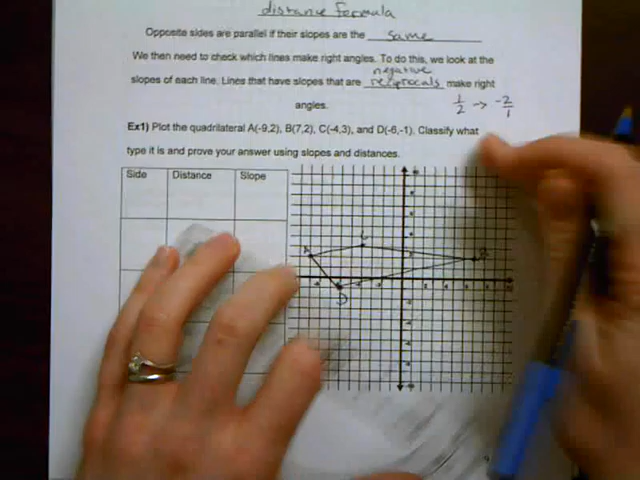 distance formula
Opposite sides are parallel if their slopes are the same
We then need to check which lines make right angles. To do this, we look at the
negative
slopes of each line. Lines that have slopes that are reciprocals make right
angles.
1/2 → -2/1
Ex1) Plot the quadrilateral A(-9,2), B(7,2), C(-4,3), and D(-6,-1). Classify what
type it is and prove your answer using slopes and distances.
Side Distance Slope
C
A B
D